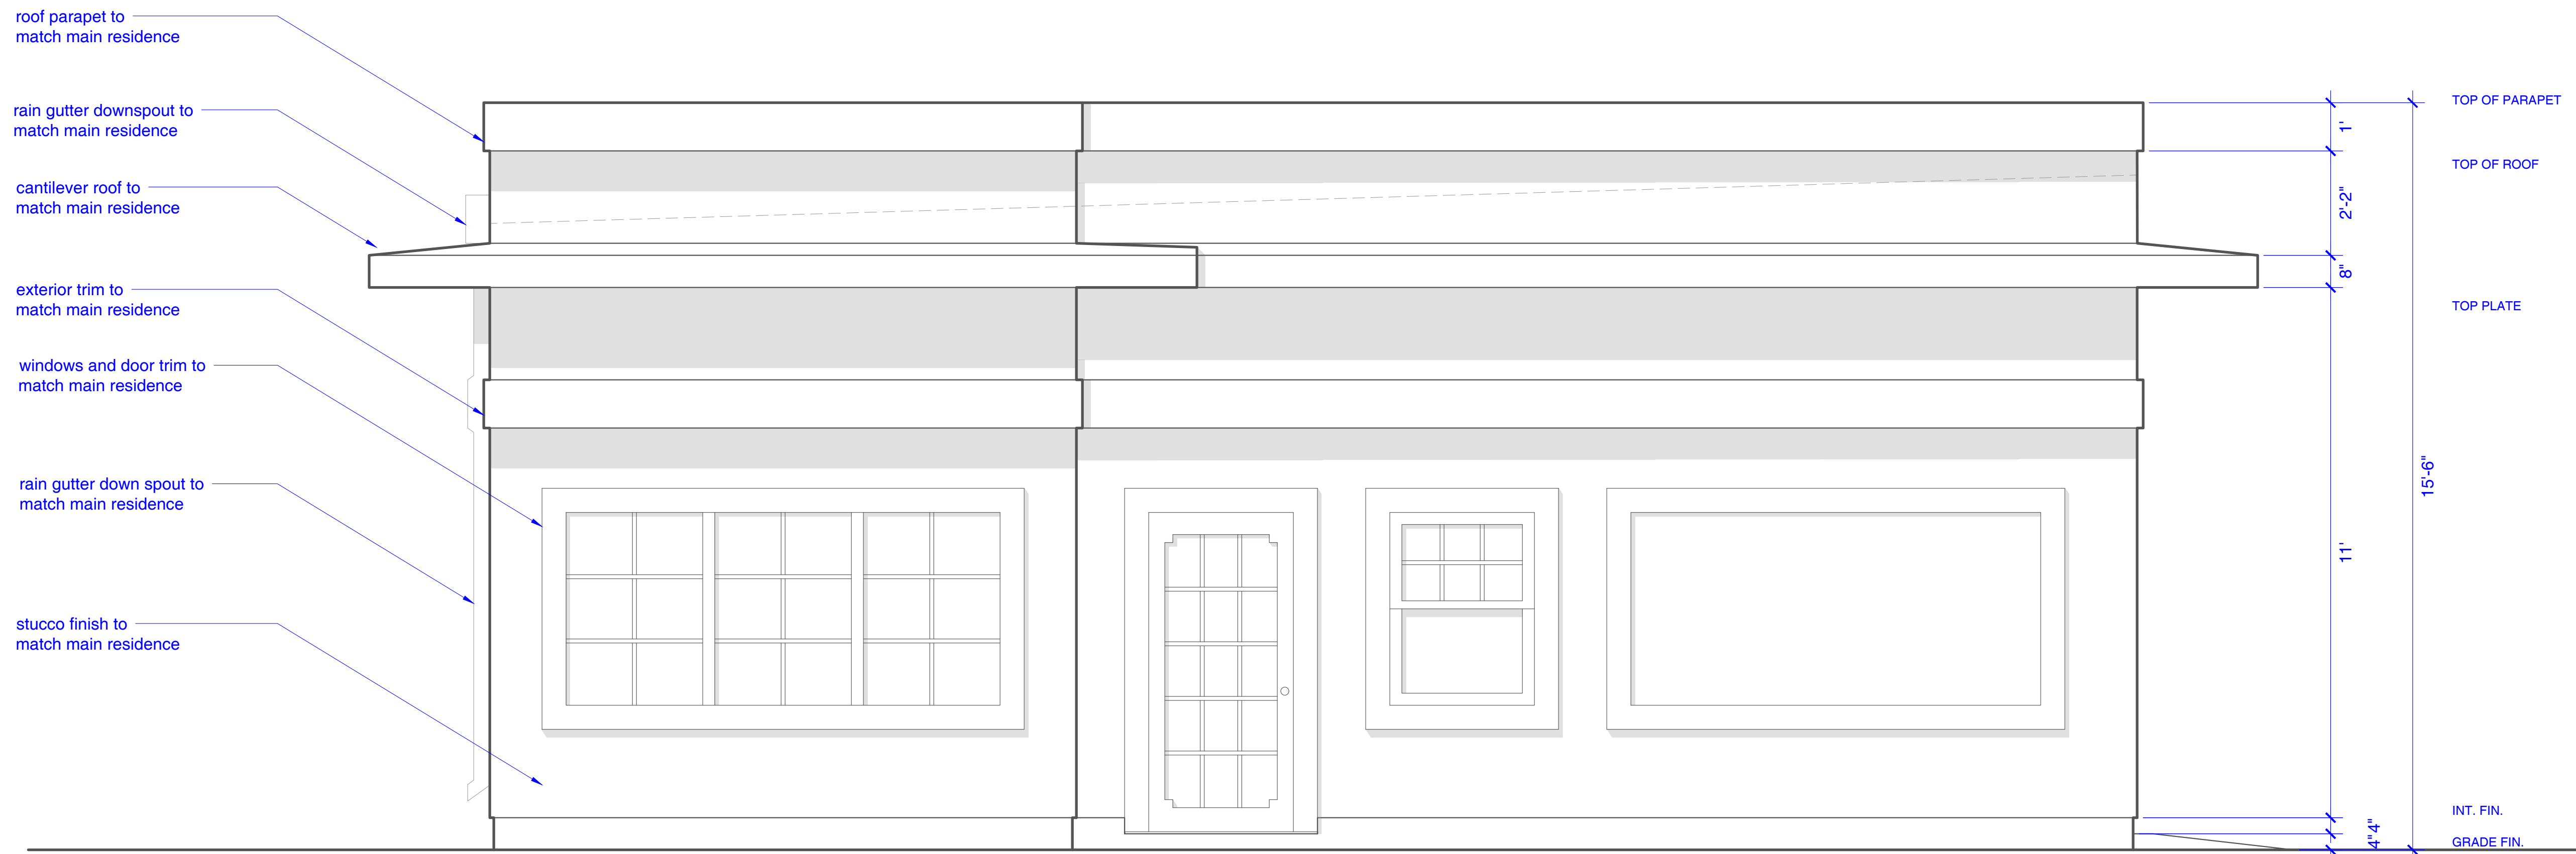 roof parapet to
match main residence
rain gutter downspout to
match main residence
cantilever roof to
match main residence
exterior trim to
match main residence
windows and door trim to
match main residence
rain gutter down spout to
match main residence
stucco finish to
match main residence
1'
2'-2"
8"
11'
4"
4"
15'-6"
TOP OF PARAPET
TOP OF ROOF
TOP PLATE
INT. FIN.
GRADE FIN.